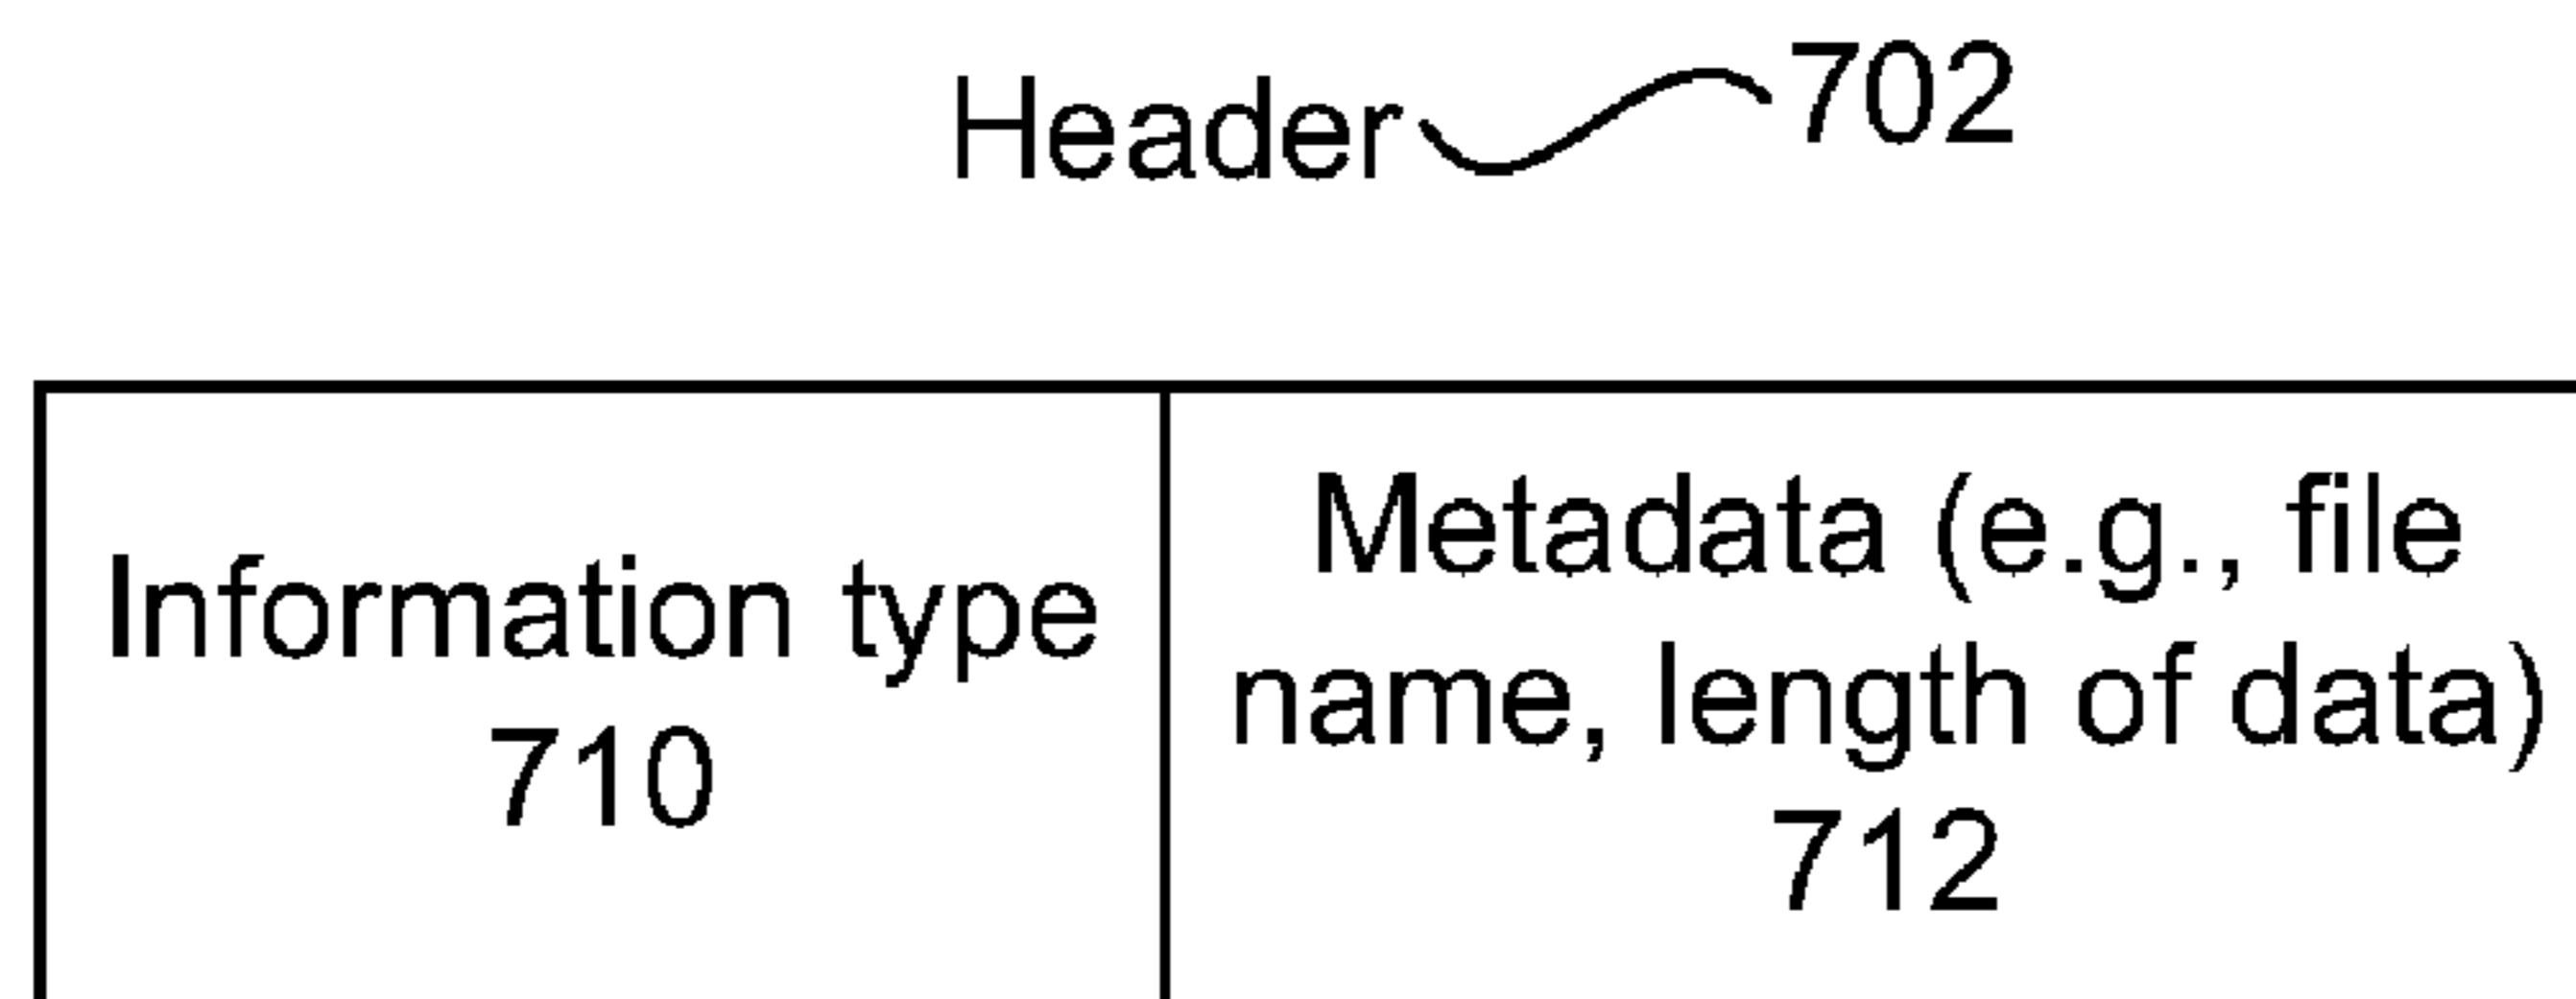 Header 702
Information type
710
Metadata (e.g., file
name, length of data)
712